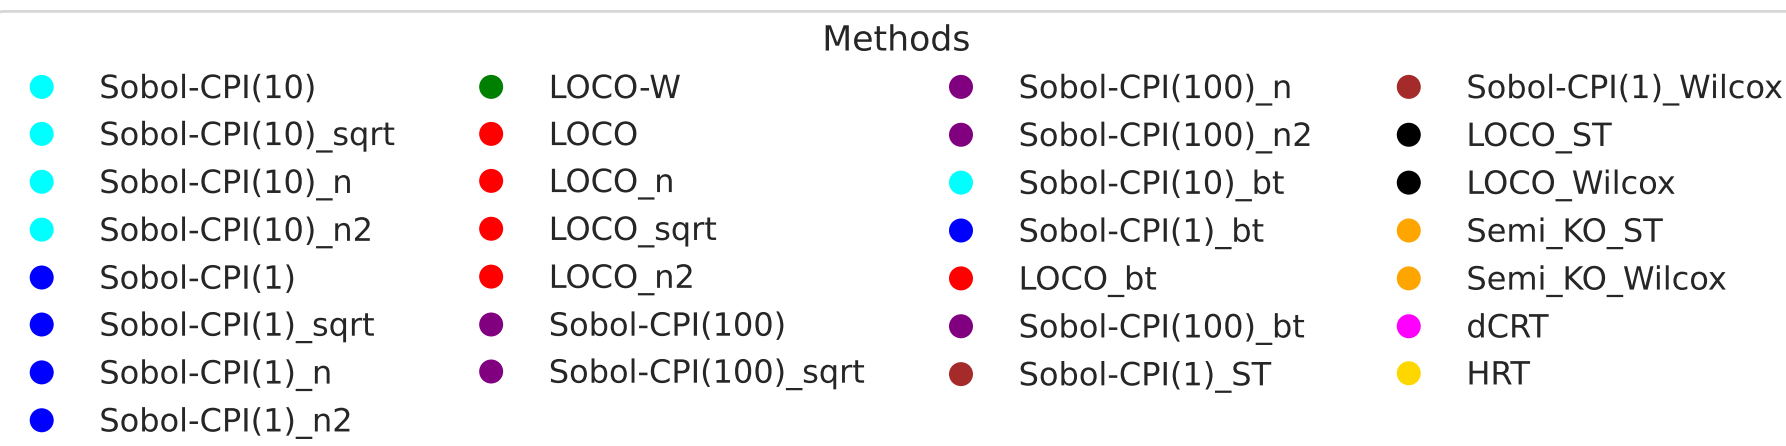 Methods
Sobol-CPI(10)
Sobol-CPI(10)_sqrt
Sobol-CPI(10)_n
Sobol-CPI(10)_n2
Sobol-CPI(1)
Sobol-CPI(1)_sqrt
Sobol-CPI(1)_n
Sobol-CPI(1)_n2
LOCO-W
LOCO
LOCO_n
LOCO_sqrt
LOCO_n2
Sobol-CPI(100)
Sobol-CPI(100)_sqrt
Sobol-CPI(100)_n
Sobol-CPI(100)_n2
Sobol-CPI(10)_bt
Sobol-CPI(1)_bt
LOCO_bt
Sobol-CPI(100)_bt
Sobol-CPI(1)_ST
Sobol-CPI(1)_Wilcox
LOCO_ST
LOCO_Wilcox
Semi_KO_ST
Semi_KO_Wilcox
dCRT
HRT